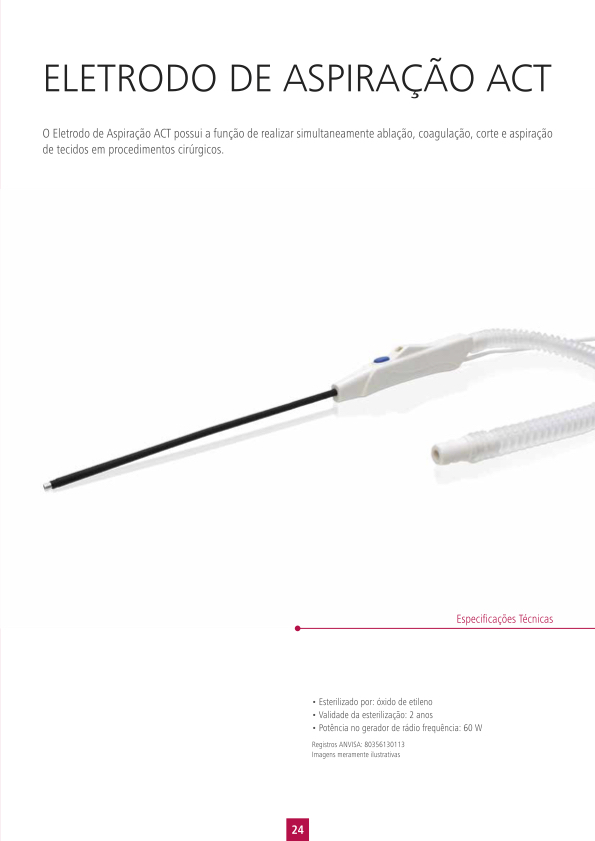 ELETRODO DE ASPIRAÇÃO ACT
O Eletrodo de Aspiração ACT possui a função de realizar simultaneamente ablação, coagulação, corte e aspiração
de tecidos em procedimentos cirúrgicos.
Especificações Técnicas
• Esterilizado por: óxido de etileno
• Validade da esterilização: 2 anos
• Potência no gerador de rádio frequência: 60 W
Registros ANVISA: 80356130113
Imagens meramente ilustrativas
24